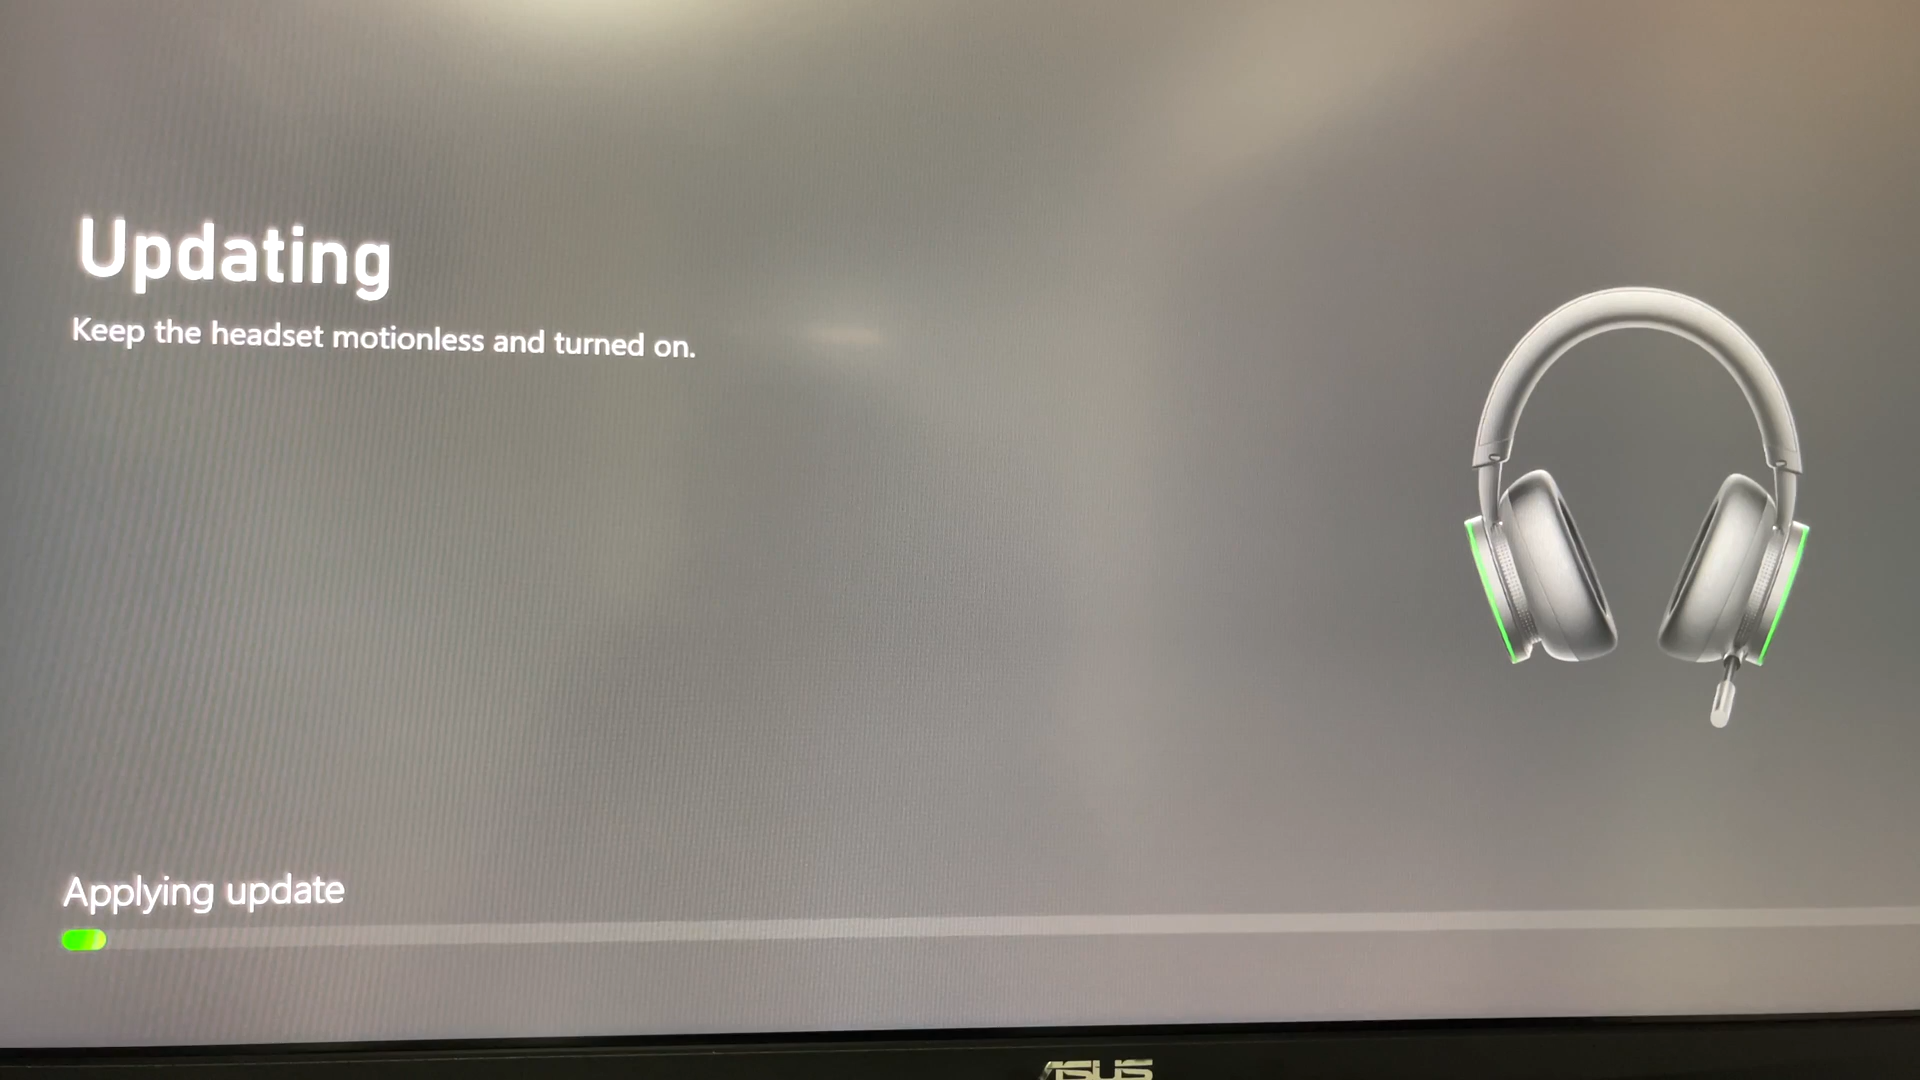 Updating
Keep the headset motionless and turned on.
Applying update
ASUS